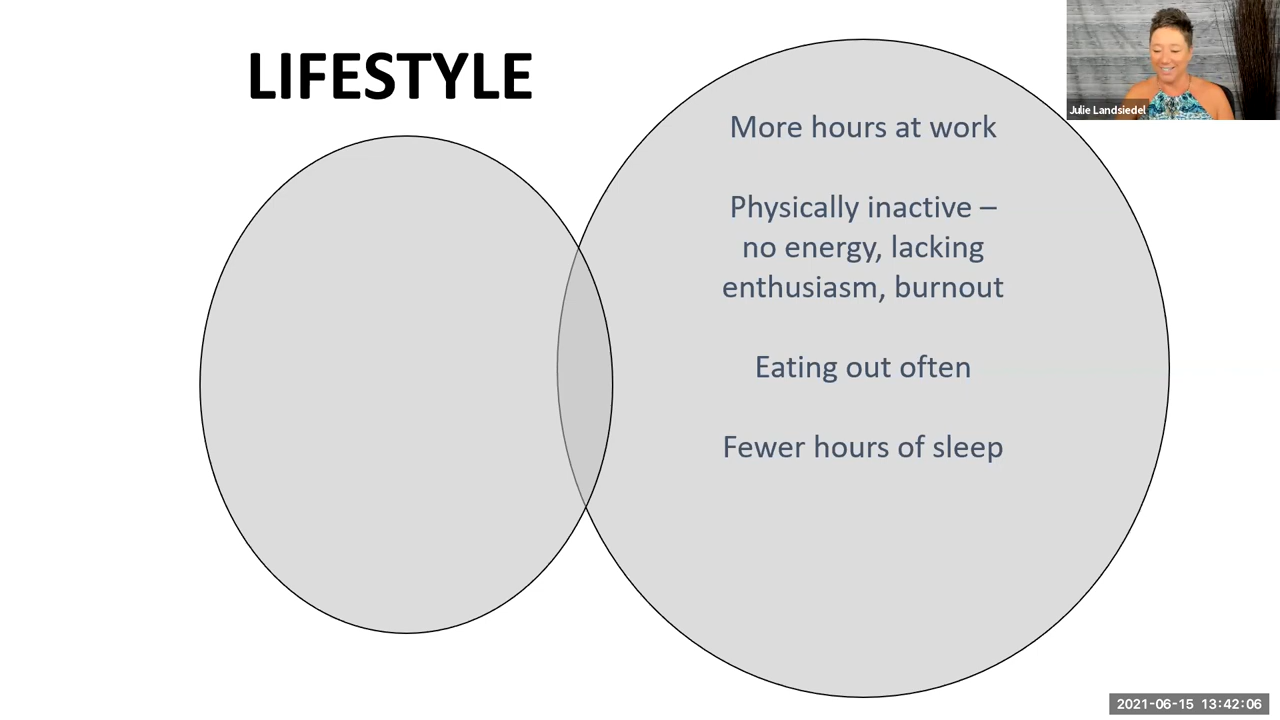 LIFESTYLE
More hours at work
Physically inactive –
no energy, lacking
enthusiasm, burnout
Eating out often
Fewer hours of sleep
Julie Landsiedel
2021-06-15 13:42:06